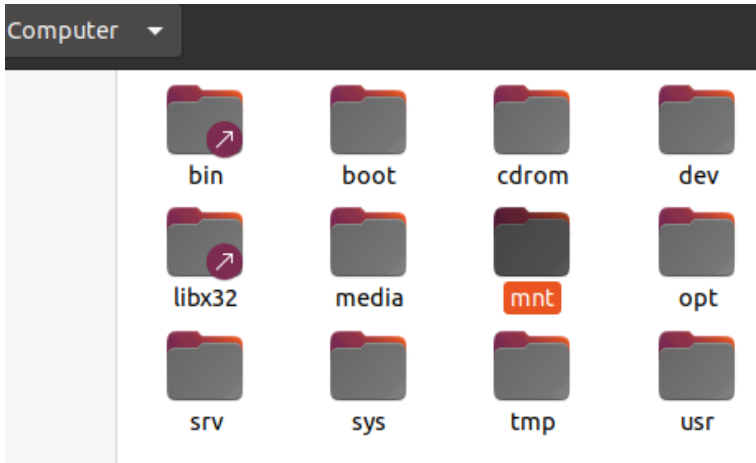 Computer
bin boot cdrom dev
libx32 media mnt opt
srv sys tmp usr